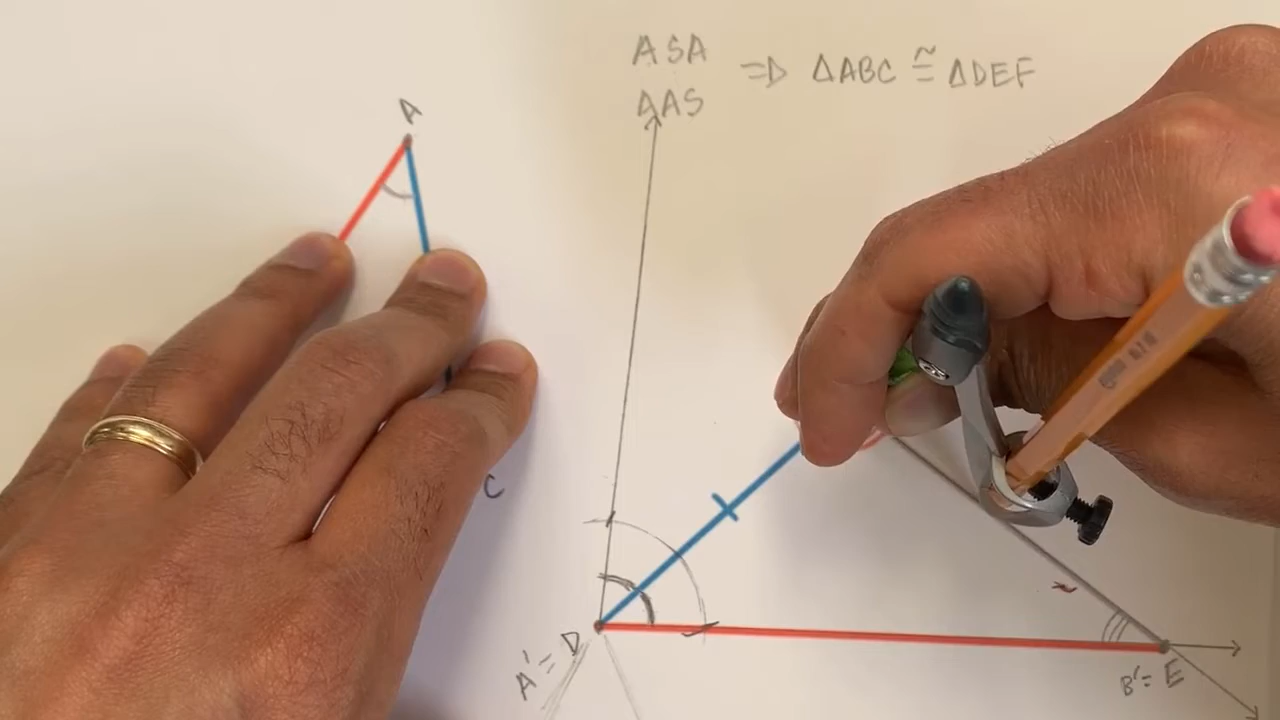 ASA
AAS
⇒ ΔABC ≅ ΔDEF
A
C
A' = D
B' = E